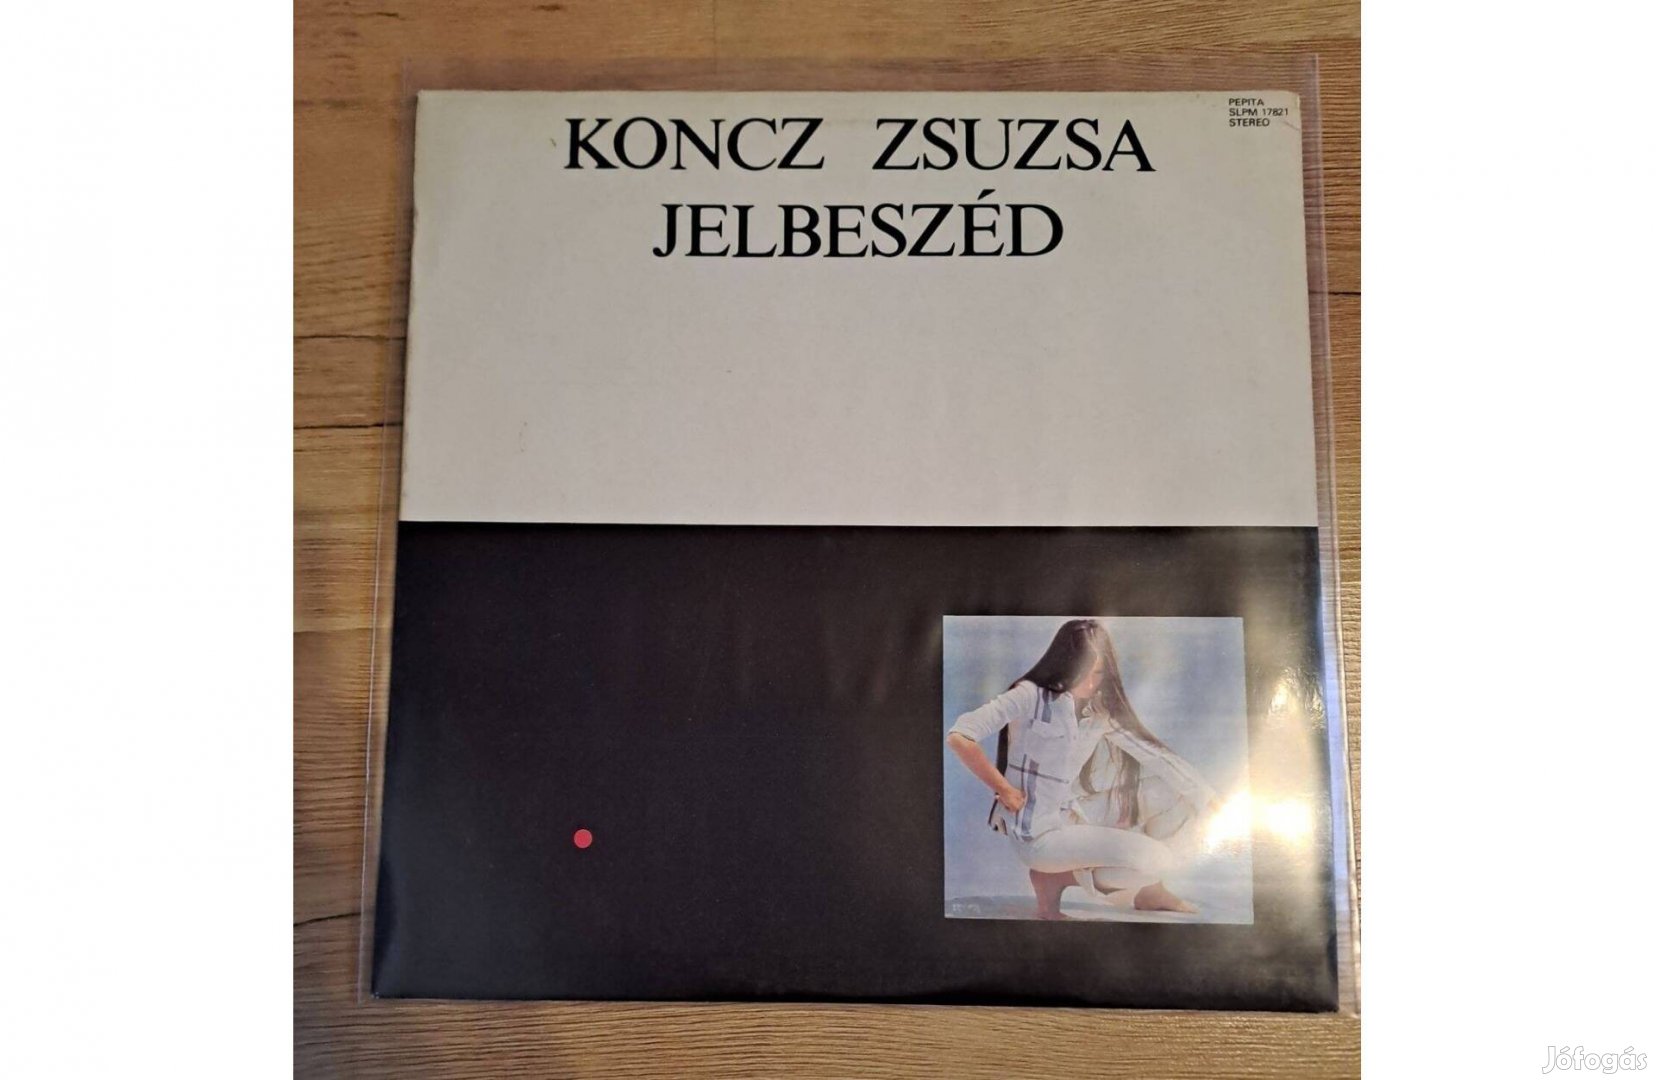 PEPITA
SLPM 17821
STEREO
KONCZ ZSUZSA
JELBESZÉD
Jófogás